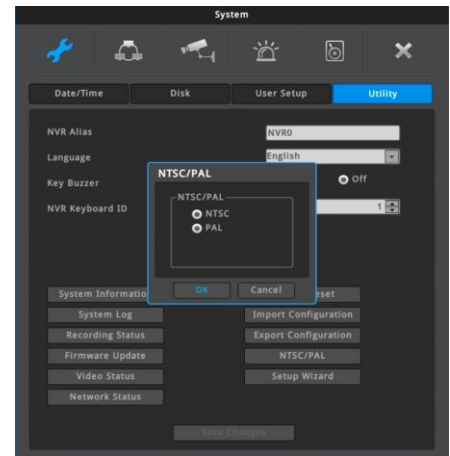 System
Date/Time Disk User Setup Utility
NVR Alias NVR0
Language English
Key Buzzer Off
NVR Keyboard ID 1
NTSC/PAL
NTSC/PAL
NTSC
PAL
OK Cancel
System Informatio eset
System Log Import Configuration
Recording Status Export Configuration
Firmware Update NTSC/PAL
Video Status Setup Wizard
Network Status
Save Changes